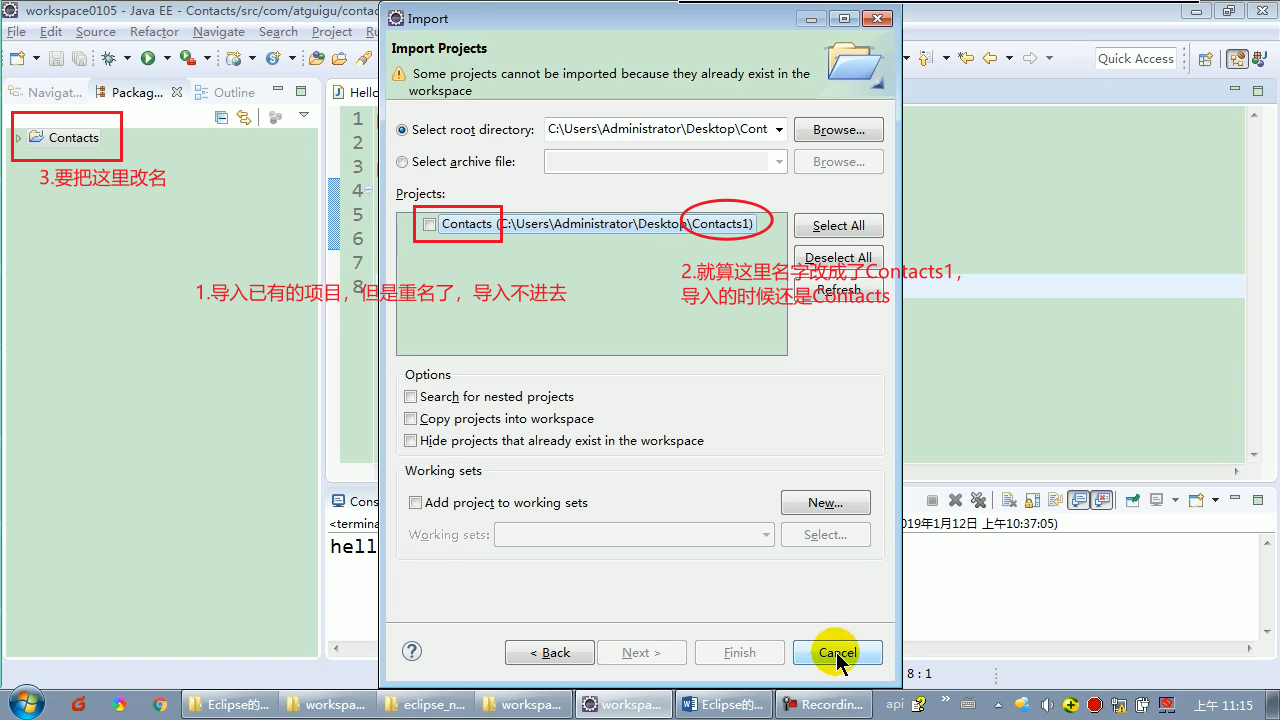 workspace0105 - Java EE - Contacts/src/com/atguigu/contac
File Edit Source Refactor Navigate Search Project Ru
Quick Access
Navigat...
Packag...
Outline
Hello
Contacts
3.要把这里改名
1
2
3
4
5
6
7
8
Import
Import Projects
Some projects cannot be imported because they already exist in the
workspace
Select root directory:
C:\Users\Administrator\Desktop\Cont
Browse...
Select archive file:
Browse...
Projects:
Contacts (C:\Users\Administrator\Desktop\Contacts1)
Select All
Deselect All
Refresh
1.导入已有的项目，但是重名了，导入不进去
2.就算这里名字改成了Contacts1，
导入的时候还是Contacts
Options
Search for nested projects
Copy projects into workspace
Hide projects that already exist in the workspace
Working sets
Add project to working sets
New...
Working sets:
Select...
< Back
Next >
Finish
Cancel
Cons
<termina
019年1月12日 上午10:37:05)
hell
8 : 1
Eclipse的...
workspa...
eclipse_n...
workspa...
workspa...
Eclipse的...
Recordin...
api
上午 11:15